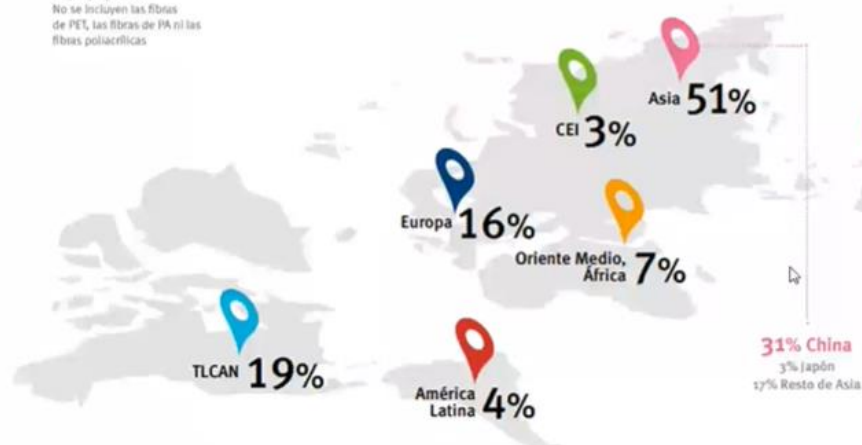 No se incluyen las fibras
de PET, las fibras de PA ni las
fibras poliacrílicas
Asia 51%
CEI 3%
Europa 16%
Oriente Medio,
África 7%
TLCAN 19%
América
Latina 4%
31% China
3% Japón
17% Resto de Asia